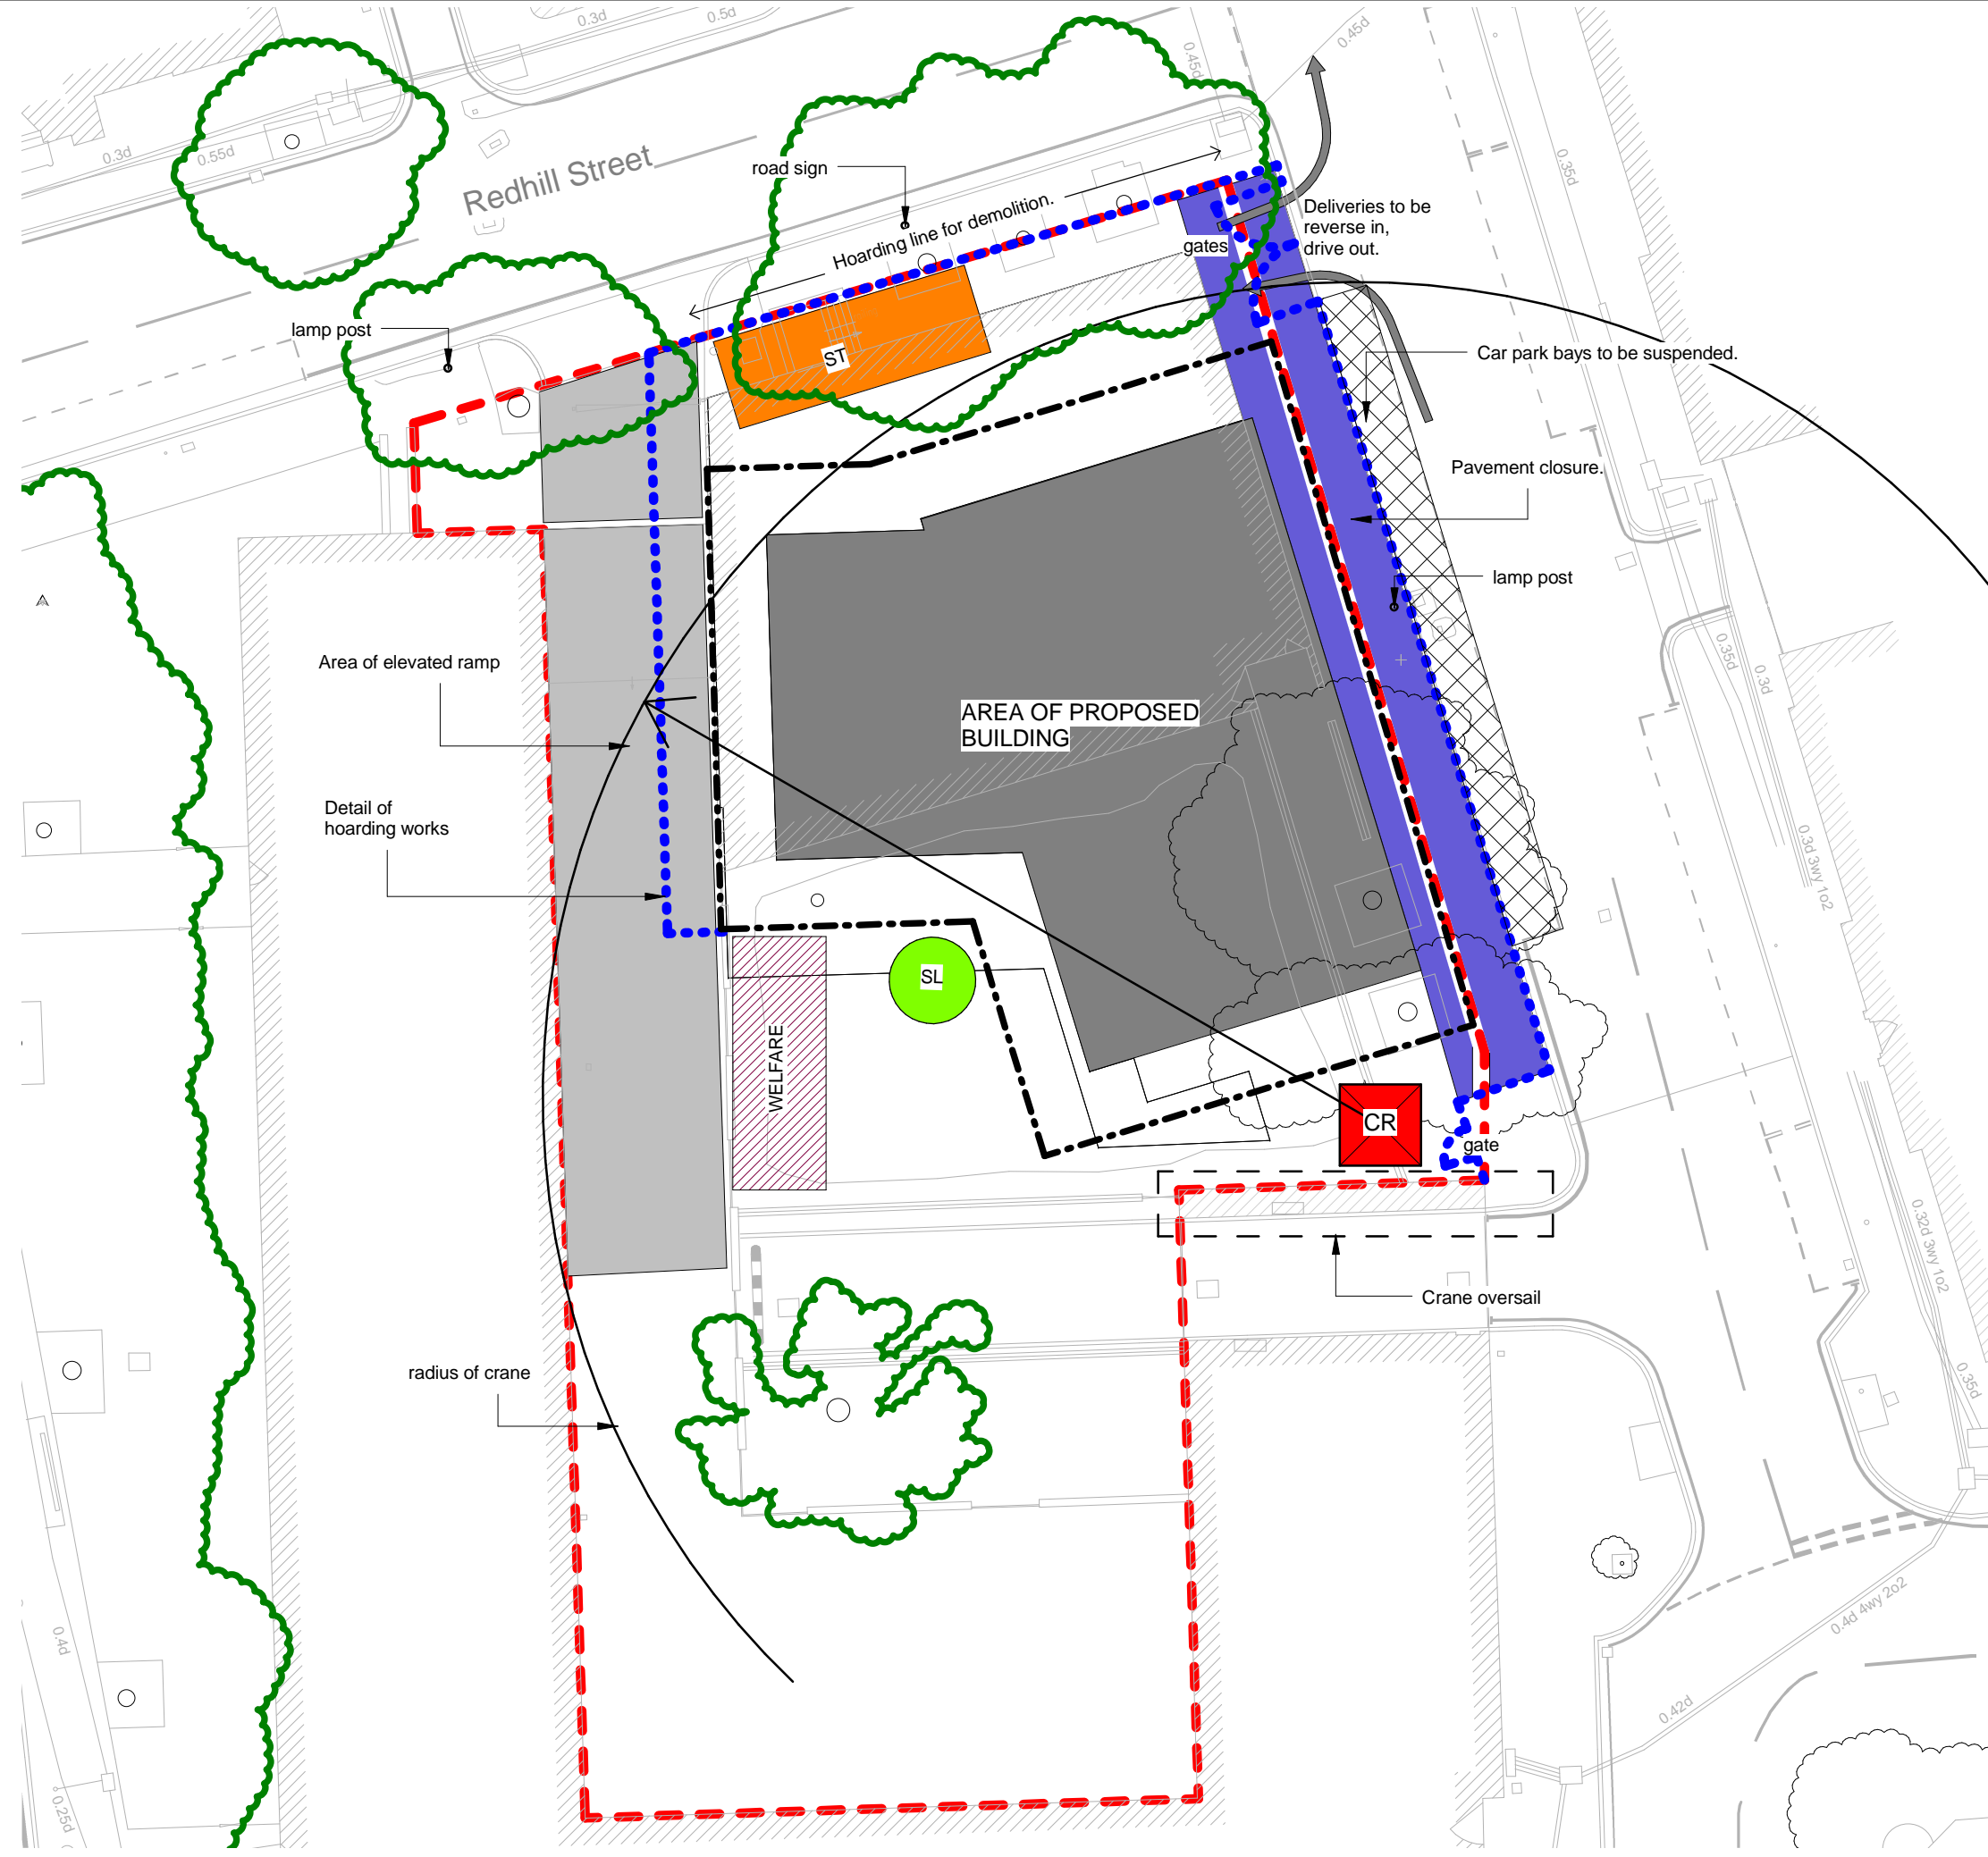 0.3d
0.5d
0.45d
0.45d
0.3d
0.55d
Redhill Street
road sign
0.35d
Hoarding line for demolition.
Deliveries to be
reverse in,
drive out.
gates
lamp post
ST
Car park bays to be suspended.
Pavement closure.
lamp post
Area of elevated ramp
0.35d
0.3d
AREA OF PROPOSED
BUILDING
Detail of
hoarding works
0.3d 3wy 1o2
SL
WELFARE
CR
gate
0.32d 3wy 1o2
Crane oversail
radius of crane
0.35d
0.4d 4wy 2o2
0.4d
0.42d
0.25d